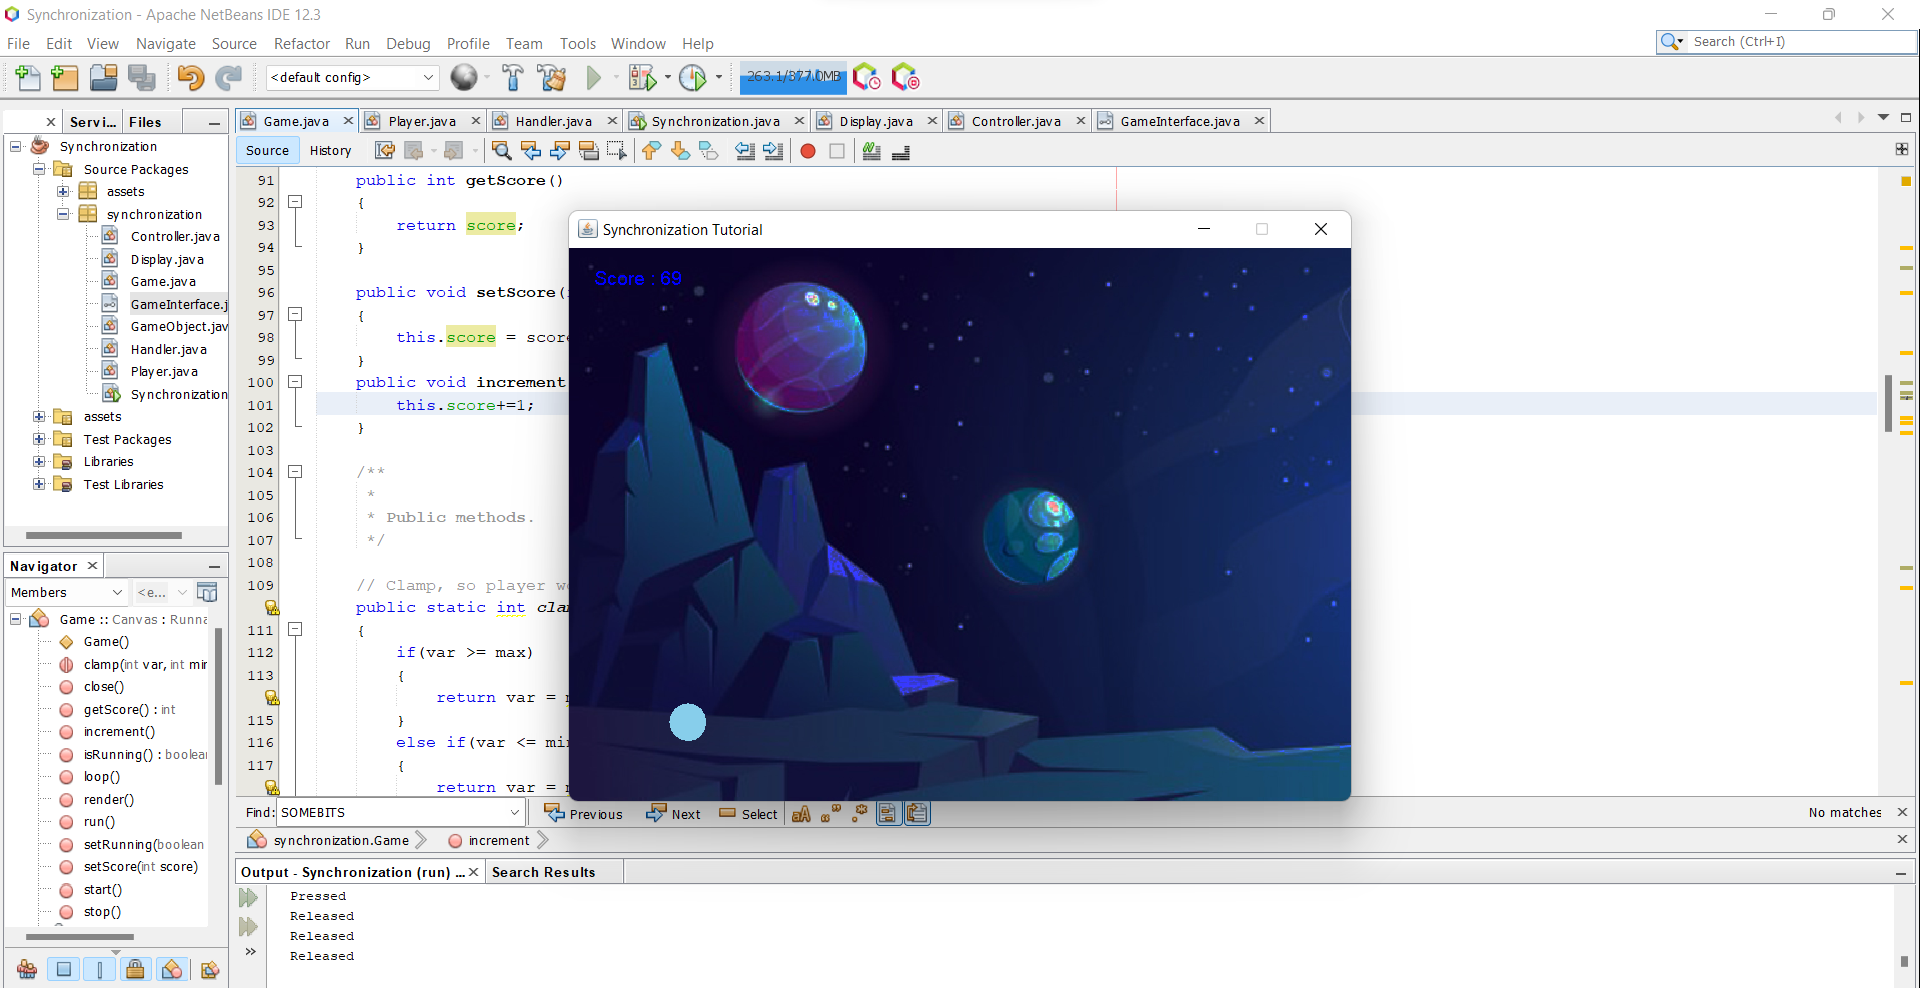 Synchronization - Apache NetBeans IDE 12.3
File Edit View Navigate Source Refactor Run Debug Profile Team Tools Window Help
Search (Ctrl+I)
<default config>
263.1/377.0MB
Servi... Files
Synchronization
Source Packages
assets
synchronization
Controller.java
Display.java
Game.java
GameInterface.j
GameObject.jav
Handler.java
Player.java
Synchronization
assets
Test Packages
Libraries
Test Libraries
Navigator
Members
<e...
Game :: Canvas : Runna
Game()
clamp(int var, int mir
close()
getScore() : int
increment()
isRunning() : boolear
loop()
render()
run()
setRunning(boolean
setScore(int score)
start()
stop()
Game.java Player.java Handler.java Synchronization.java Display.java Controller.java GameInterface.java
Source History
91 public int getScore()
92 {
93 return score;
94 }
95
96 public void setScore(
97 {
98 this.score = score
99 }
100 public void increment
101 this.score+=1;
102 }
103
104 /**
105 *
106 * Public methods.
107 */
108
109 // Clamp, so player w
public static int cla
111 {
112 if(var >= max)
113 {
return var = m
115 }
116 else if(var <= min
117 {
return var = m
Synchronization Tutorial
Score : 69
Find: SOMEBITS Previous Next Select No matches
synchronization.Game increment
Output - Synchronization (run) ... Search Results
Pressed
Released
Released
Released